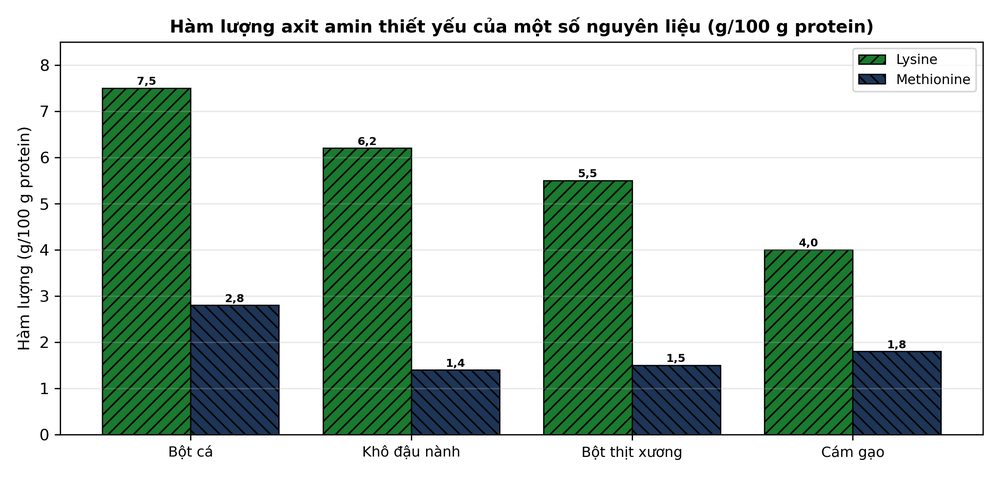 Hàm lượng axit amin thiết yếu của một số nguyên liệu (g/100 g protein)
Hàm lượng (g/100 g protein)
8
7
6
5
4
3
2
1
0
7,5
2,8
6,2
1,4
5,5
1,5
4,0
1,8
Lysine
Methionine
Bột cá
Khô đậu nành
Bột thịt xương
Cám gạo